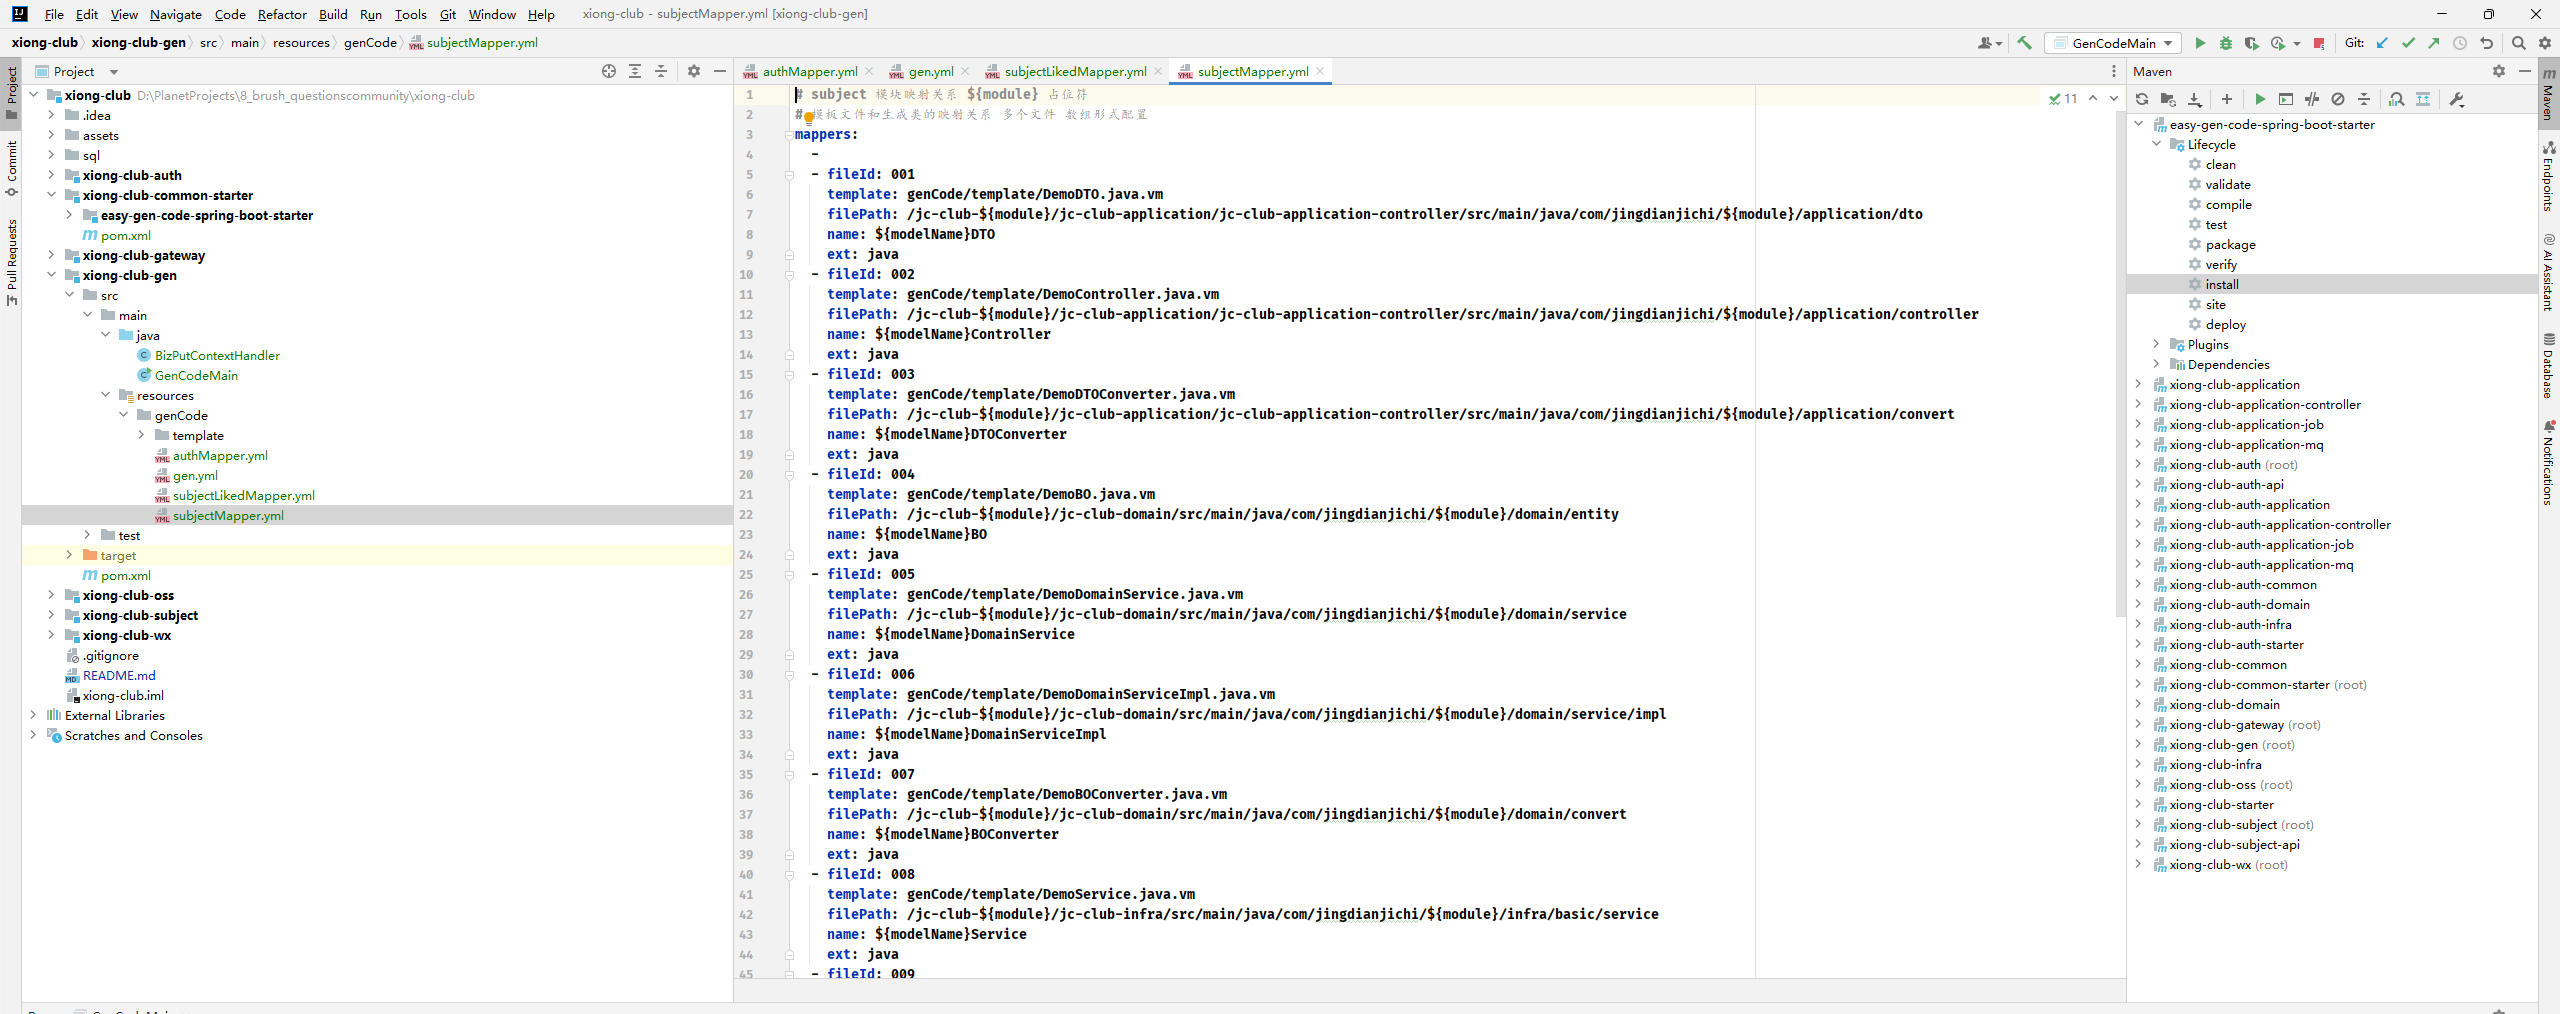 File Edit View Navigate Code Refactor Build Run Tools Git Window Help xiong-club - subjectMapper.yml [xiong-club-gen]
xiong-club xiong-club-gen src main resources genCode subjectMapper.yml GenCodeMain Git:
Project
xiong-club D:\PlanetProjects\8_brush_questionscommunity\xiong-club
.idea
assets
sql
xiong-club-auth
xiong-club-common-starter
easy-gen-code-spring-boot-starter
pom.xml
xiong-club-gateway
xiong-club-gen
src
main
java
BizPutContextHandler
GenCodeMain
resources
genCode
template
authMapper.yml
gen.yml
subjectLikedMapper.yml
subjectMapper.yml
test
target
pom.xml
xiong-club-oss
xiong-club-subject
xiong-club-wx
.gitignore
README.md
xiong-club.iml
External Libraries
Scratches and Consoles
Project
Commit
Pull Requests
authMapper.yml gen.yml subjectLikedMapper.yml subjectMapper.yml
11
1 # subject 模块映射关系 ${module} 占位符
2 # 模板文件和生成类的映射关系 多个文件 数组形式配置
3 mappers:
4 -
5 - fileId: 001
6 template: genCode/template/DemoDTO.java.vm
7 filePath: /jc-club-${module}/jc-club-application/jc-club-application-controller/src/main/java/com/jingdianjichi/${module}/application/dto
8 name: ${modelName}DTO
9 ext: java
10 - fileId: 002
11 template: genCode/template/DemoController.java.vm
12 filePath: /jc-club-${module}/jc-club-application/jc-club-application-controller/src/main/java/com/jingdianjichi/${module}/application/controller
13 name: ${modelName}Controller
14 ext: java
15 - fileId: 003
16 template: genCode/template/DemoDTOConverter.java.vm
17 filePath: /jc-club-${module}/jc-club-application/jc-club-application-controller/src/main/java/com/jingdianjichi/${module}/application/convert
18 name: ${modelName}DTOConverter
19 ext: java
20 - fileId: 004
21 template: genCode/template/DemoBO.java.vm
22 filePath: /jc-club-${module}/jc-club-domain/src/main/java/com/jingdianjichi/${module}/domain/entity
23 name: ${modelName}BO
24 ext: java
25 - fileId: 005
26 template: genCode/template/DemoDomainService.java.vm
27 filePath: /jc-club-${module}/jc-club-domain/src/main/java/com/jingdianjichi/${module}/domain/service
28 name: ${modelName}DomainService
29 ext: java
30 - fileId: 006
31 template: genCode/template/DemoDomainServiceImpl.java.vm
32 filePath: /jc-club-${module}/jc-club-domain/src/main/java/com/jingdianjichi/${module}/domain/service/impl
33 name: ${modelName}DomainServiceImpl
34 ext: java
35 - fileId: 007
36 template: genCode/template/DemoBOConverter.java.vm
37 filePath: /jc-club-${module}/jc-club-domain/src/main/java/com/jingdianjichi/${module}/domain/convert
38 name: ${modelName}BOConverter
39 ext: java
40 - fileId: 008
41 template: genCode/template/DemoService.java.vm
42 filePath: /jc-club-${module}/jc-club-infra/src/main/java/com/jingdianjichi/${module}/infra/basic/service
43 name: ${modelName}Service
44 ext: java
45 - fileId: 009
Maven
easy-gen-code-spring-boot-starter
Lifecycle
clean
validate
compile
test
package
verify
install
site
deploy
Plugins
Dependencies
xiong-club-application
xiong-club-application-controller
xiong-club-application-job
xiong-club-application-mq
xiong-club-auth (root)
xiong-club-auth-api
xiong-club-auth-application
xiong-club-auth-application-controller
xiong-club-auth-application-job
xiong-club-auth-application-mq
xiong-club-auth-common
xiong-club-auth-domain
xiong-club-auth-infra
xiong-club-auth-starter
xiong-club-common
xiong-club-common-starter (root)
xiong-club-domain
xiong-club-gateway (root)
xiong-club-gen (root)
xiong-club-infra
xiong-club-oss (root)
xiong-club-starter
xiong-club-subject (root)
xiong-club-subject-api
xiong-club-wx (root)
Maven
Endpoints
AI Assistant
Database
Notifications